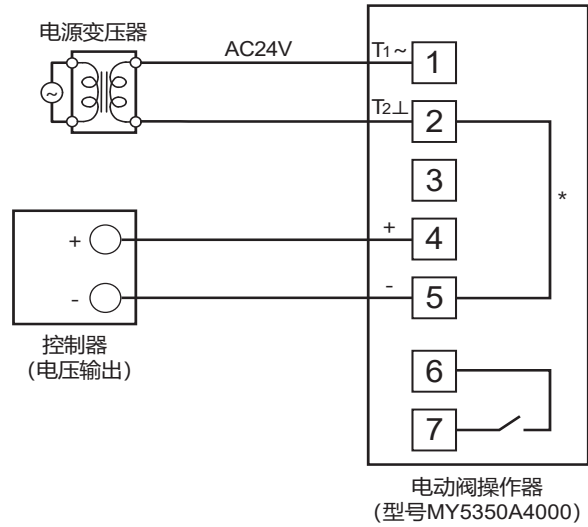 电源变压器
AC24V
T1~
1
~
T2⊥
2
3
*
+
+
4
-
-
5
控制器
(电压输出)
6
7
电动阀操作器
(型号MY5350A4000)